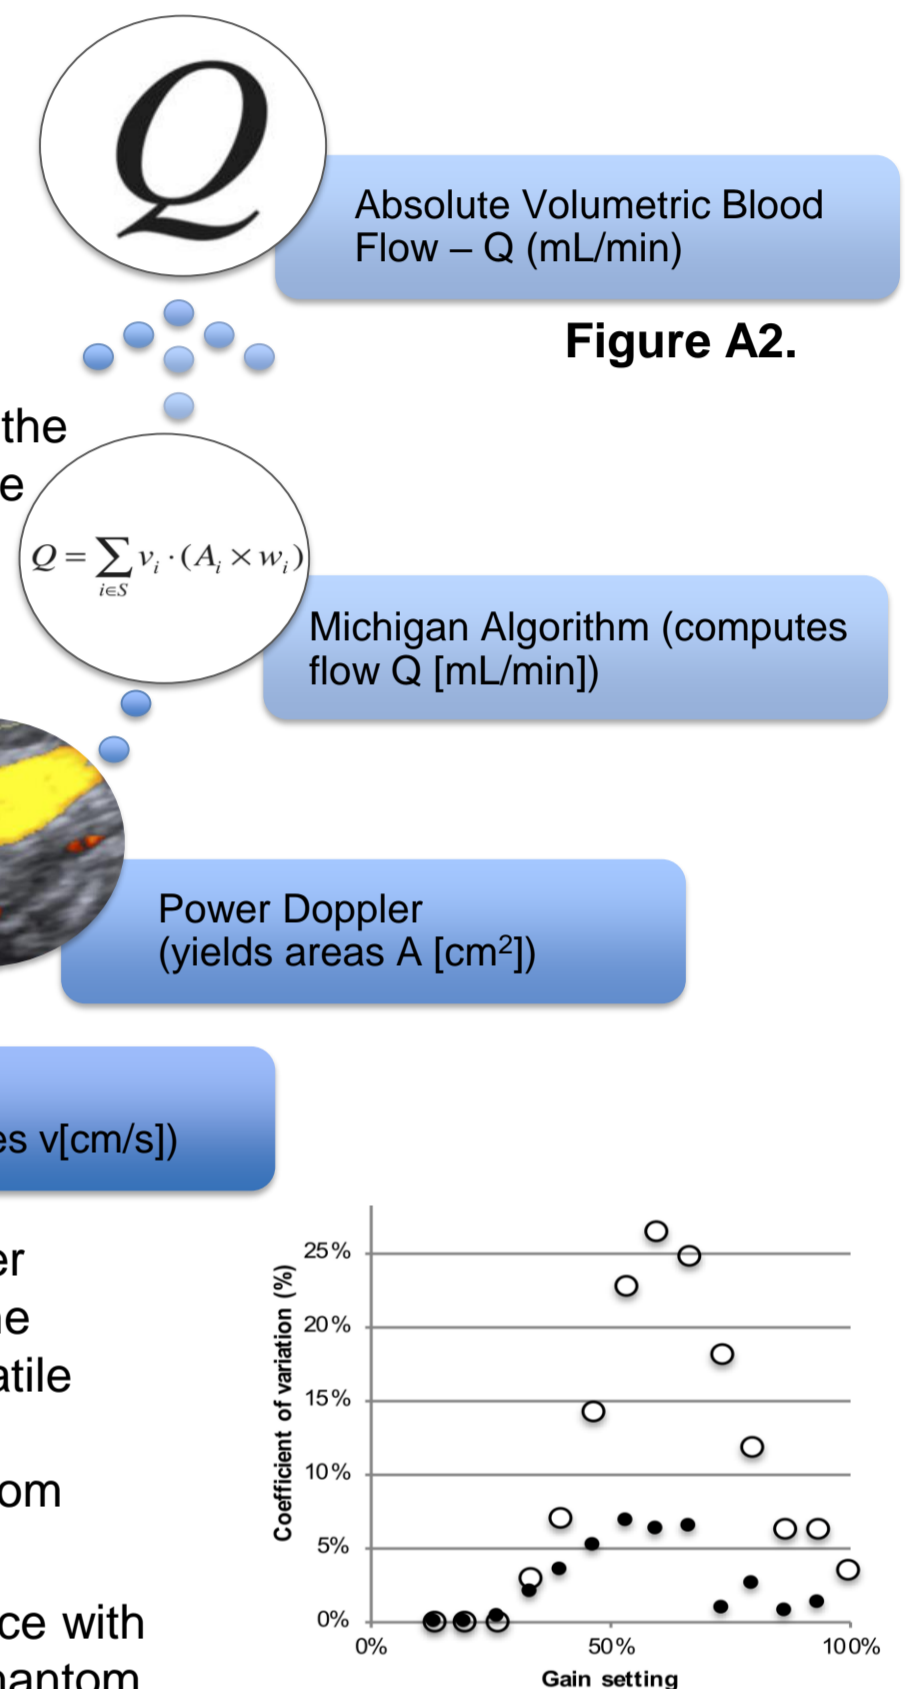 Q
Absolute Volumetric Blood
Flow – Q (mL/min)
Figure A2.
the
e
Q = ∑ v_i · (A_i × w_i)
i∈S
Michigan Algorithm (computes
flow Q [mL/min])
Power Doppler
(yields areas A [cm²])
es v[cm/s])
er
ne
atile
om
ce with
hantom
Coefficient of variation (%)
25%
20%
15%
10%
5%
0%
0% 50% 100%
Gain setting